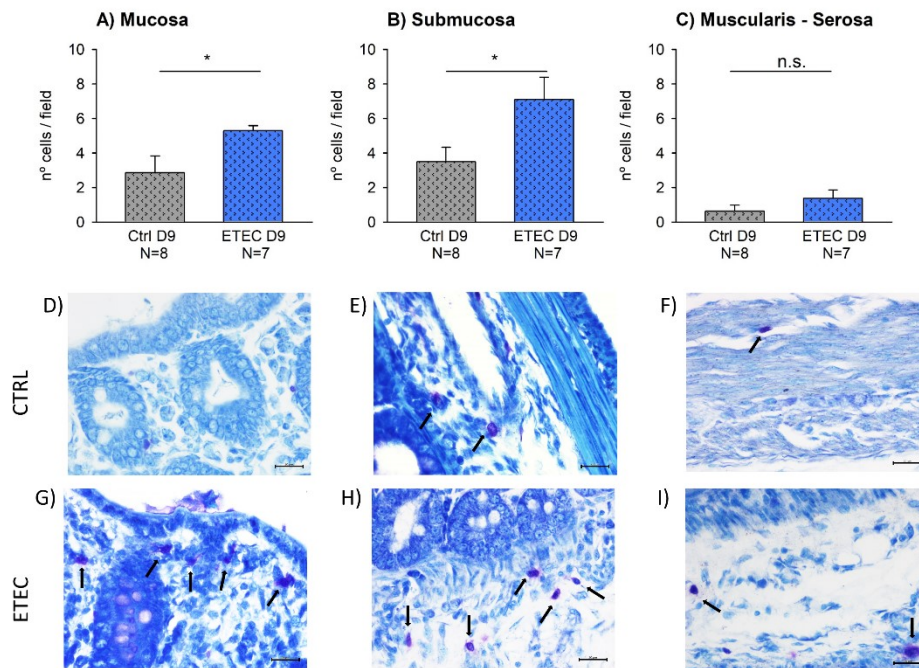 A) Mucosa
B) Submucosa
C) Muscularis - Serosa
nº cells / field
10
8
6
4
2
0
*
Ctrl D9
N=8
ETEC D9
N=7
nº cells / field
10
8
6
4
2
0
*
Ctrl D9
N=8
ETEC D9
N=7
nº cells / field
10
8
6
4
2
0
n.s.
Ctrl D9
N=8
ETEC D9
N=7
CTRL
D)
E)
F)
ETEC
G)
H)
I)